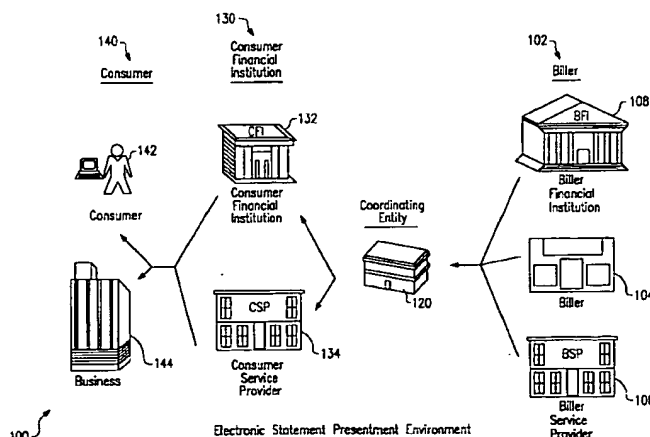 140
Consumer
130
Consumer
Financial
Institution
102
Biller
142
Consumer
CFI
132
Consumer
Financial
Institution
BFI
108
Biller
Financial
Institution
Coordinating
Entity
120
Biller
104
144
Business
CSP
134
Consumer
Service
Provider
BSP
106
Biller
Service
Provider
100
Electronic Statement Presentment Environment